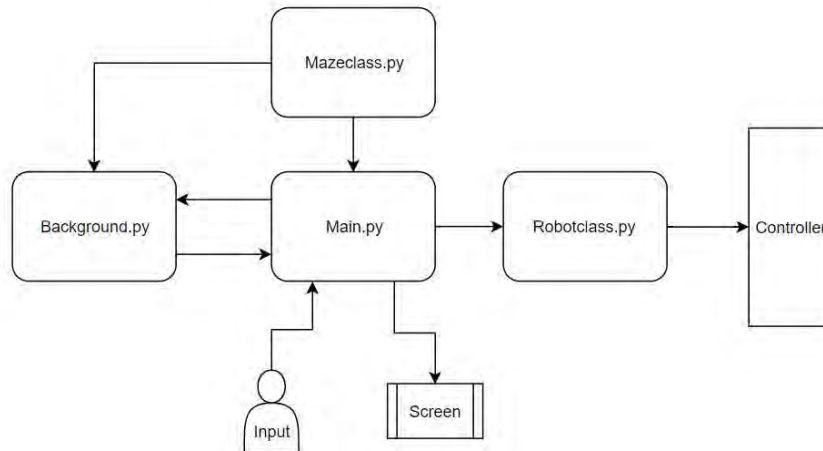 Mazeclass.py
Background.py
Main.py
Robotclass.py
Controller
Input
Screen